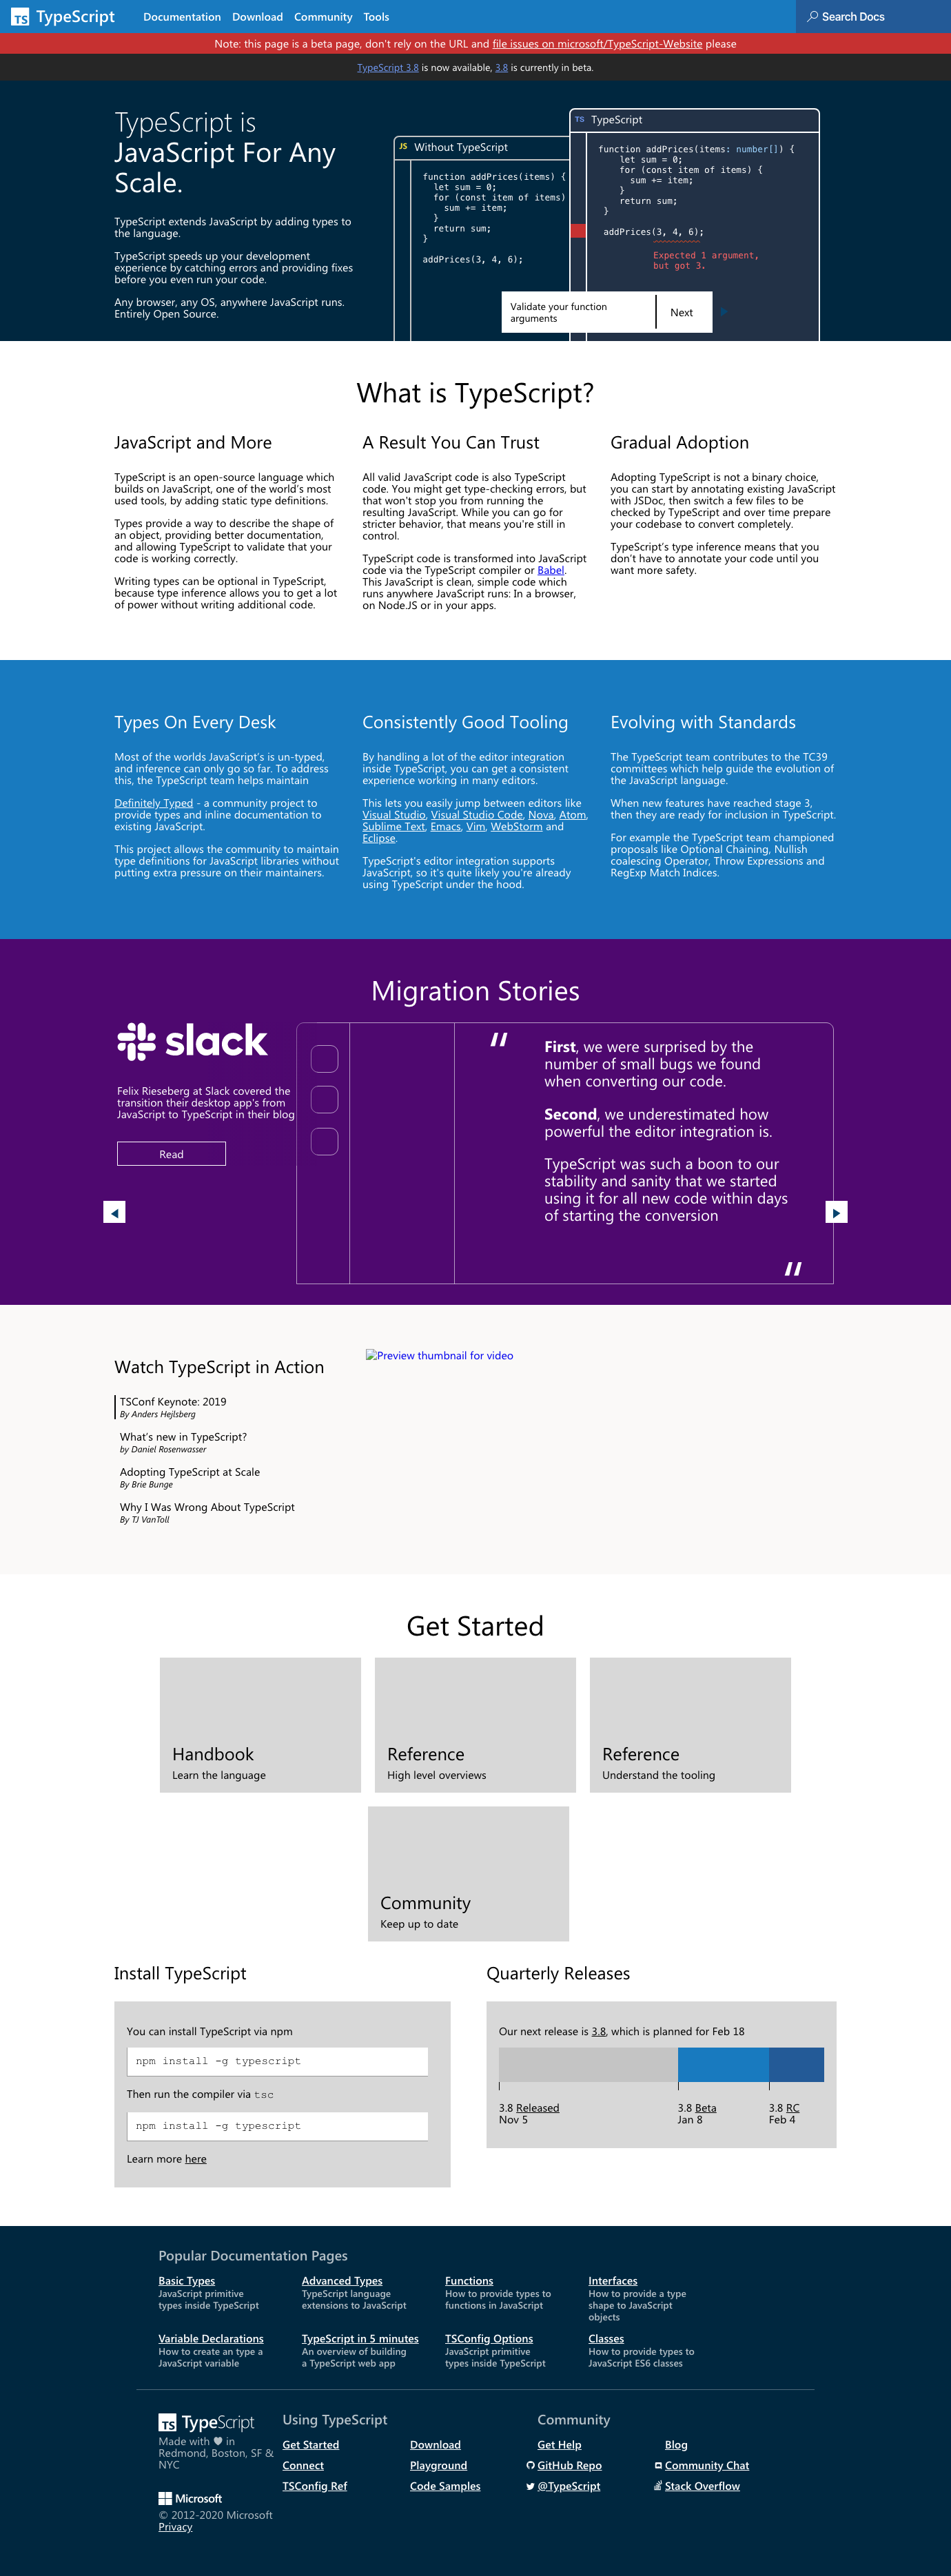 TS TypeScript Documentation Download Community Tools Search Docs
Note: this page is a beta page, don't rely on the URL and file issues on microsoft/TypeScript-Website please
TypeScript 3.8 is now available, 3.8 is currently in beta.
TypeScript is
JavaScript For Any
Scale.
TypeScript extends JavaScript by adding types to
the language.
TypeScript speeds up your development
experience by catching errors and providing fixes
before you even run your code.
Any browser, any OS, anywhere JavaScript runs.
Entirely Open Source.
JS Without TypeScript
function addPrices(items) {
let sum = 0;
for (const item of items)
sum += item;
}
return sum;
}
addPrices(3, 4, 6);
TS TypeScript
function addPrices(items: number[]) {
let sum = 0;
for (const item of items) {
sum += item;
}
return sum;
}
addPrices(3, 4, 6);
Expected 1 argument,
but got 3.
Validate your function
arguments
Next
What is TypeScript?
JavaScript and More
TypeScript is an open-source language which
builds on JavaScript, one of the world's most
used tools, by adding static type definitions.
Types provide a way to describe the shape of
an object, providing better documentation,
and allowing TypeScript to validate that your
code is working correctly.
Writing types can be optional in TypeScript,
because type inference allows you to get a lot
of power without writing additional code.
A Result You Can Trust
All valid JavaScript code is also TypeScript
code. You might get type-checking errors, but
that won't stop you from running the
resulting JavaScript. While you can go for
stricter behavior, that means you're still in
control.
TypeScript code is transformed into JavaScript
code via the TypeScript compiler or Babel.
This JavaScript is clean, simple code which
runs anywhere JavaScript runs: In a browser,
on Node.JS or in your apps.
Gradual Adoption
Adopting TypeScript is not a binary choice,
you can start by annotating existing JavaScript
with JSDoc, then switch a few files to be
checked by TypeScript and over time prepare
your codebase to convert completely.
TypeScript's type inference means that you
don't have to annotate your code until you
want more safety.
Types On Every Desk
Most of the worlds JavaScript's is un-typed,
and inference can only go so far. To address
this, the TypeScript team helps maintain
Definitely Typed - a community project to
provide types and inline documentation to
existing JavaScript.
This project allows the community to maintain
type definitions for JavaScript libraries without
putting extra pressure on their maintainers.
Consistently Good Tooling
By handling a lot of the editor integration
inside TypeScript, you can get a consistent
experience working in many editors.
This lets you easily jump between editors like
Visual Studio, Visual Studio Code, Nova, Atom,
Sublime Text, Emacs, Vim, WebStorm and
Eclipse.
TypeScript's editor integration supports
JavaScript, so it's quite likely you're already
using TypeScript under the hood.
Evolving with Standards
The TypeScript team contributes to the TC39
committees which help guide the evolution of
the JavaScript language.
When new features have reached stage 3,
then they are ready for inclusion in TypeScript.
For example the TypeScript team championed
proposals like Optional Chaining, Nullish
coalescing Operator, Throw Expressions and
RegExp Match Indices.
Migration Stories
slack
Felix Rieseberg at Slack covered the
transition their desktop app's from
JavaScript to TypeScript in their blog
Read
"
First, we were surprised by the
number of small bugs we found
when converting our code.
Second, we underestimated how
powerful the editor integration is.
TypeScript was such a boon to our
stability and sanity that we started
using it for all new code within days
of starting the conversion
"
Watch TypeScript in Action
TSConf Keynote: 2019
By Anders Hejlsberg
What's new in TypeScript?
by Daniel Rosenwasser
Adopting TypeScript at Scale
By Brie Bunge
Why I Was Wrong About TypeScript
By TJ VanToll
Preview thumbnail for video
Get Started
Handbook
Learn the language
Reference
High level overviews
Reference
Understand the tooling
Community
Keep up to date
Install TypeScript
You can install TypeScript via npm
npm install -g typescript
Then run the compiler via tsc
npm install -g typescript
Learn more here
Quarterly Releases
Our next release is 3.8, which is planned for Feb 18
3.8 Released
Nov 5
3.8 Beta
Jan 8
3.8 RC
Feb 4
Popular Documentation Pages
Basic Types
JavaScript primitive
types inside TypeScript
Advanced Types
TypeScript language
extensions to JavaScript
Functions
How to provide types to
functions in JavaScript
Interfaces
How to provide a type
shape to JavaScript
objects
Variable Declarations
How to create an type a
JavaScript variable
TypeScript in 5 minutes
An overview of building
a TypeScript web app
TSConfig Options
JavaScript primitive
types inside TypeScript
Classes
How to provide types to
JavaScript ES6 classes
TS TypeScript
Made with ♥ in
Redmond, Boston, SF &
NYC
Microsoft
© 2012-2020 Microsoft
Privacy
Using TypeScript
Get Started Download
Connect Playground
TSConfig Ref Code Samples
Community
Get Help Blog
GitHub Repo Community Chat
@TypeScript Stack Overflow